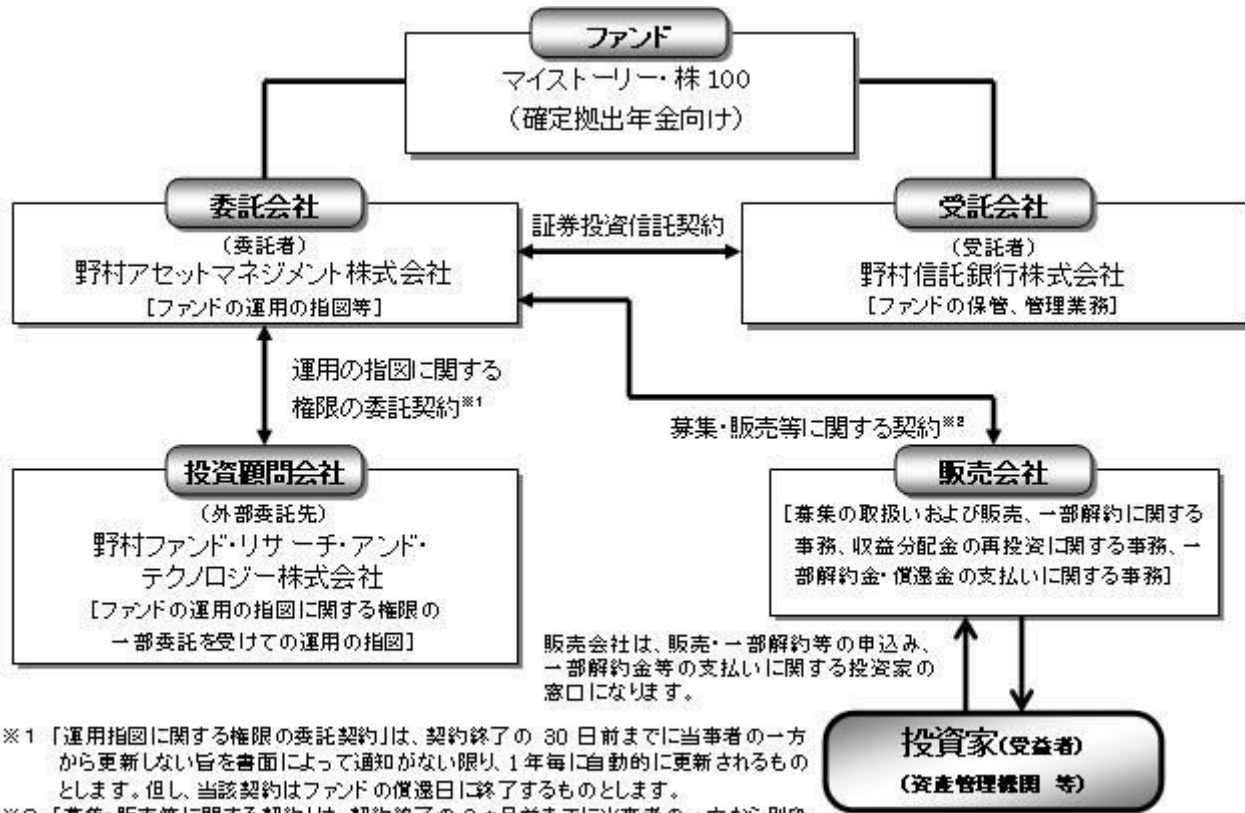 ファンド
マイストーリー・株 100
（確定拠出年金向け）
委託会社
（委託者）
野村アセットマネジメント株式会社
［ファンドの運用の指図等］
証券投資信託契約
受託会社
（受託者）
野村信託銀行株式会社
［ファンドの保管、管理業務］
運用の指図に関する
権限の委託契約※1
募集・販売等に関する契約※2
投資顧問会社
（外部委託先）
野村ファンド・リサーチ・アンド・
テクノロジー株式会社
［ファンドの運用の指図に関する権限の
一部委託を受けての運用の指図］
販売会社
［募集の取扱いおよび販売、一部解約に関する
事務、収益分配金の再投資に関する事務、一
部解約金・償還金の支払いに関する事務］
販売会社は、販売・一部解約等の申込み、
一部解約金等の支払いに関する投資家の
窓口になります。
投資家(受益者)
(資産管理機関 等)
※1 「運用指図に関する権限の委託契約」は、契約終了の 30 日前までに当事者の一方
から更新しない旨を書面によって通知がない限り、1 年毎に自動的に更新されるもの
とします。但し、当該契約はファンドの償還日に終了するものとします。